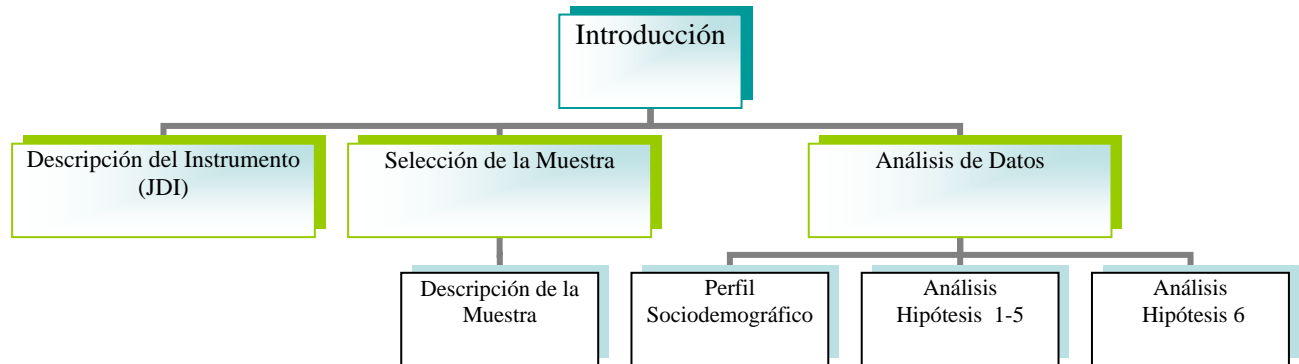 Introducción
Descripción del Instrumento
(JDI)
Selección de la Muestra
Análisis de Datos
Descripción de la
Muestra
Perfil
Sociodemográfico
Análisis
Hipótesis 1-5
Análisis
Hipótesis 6